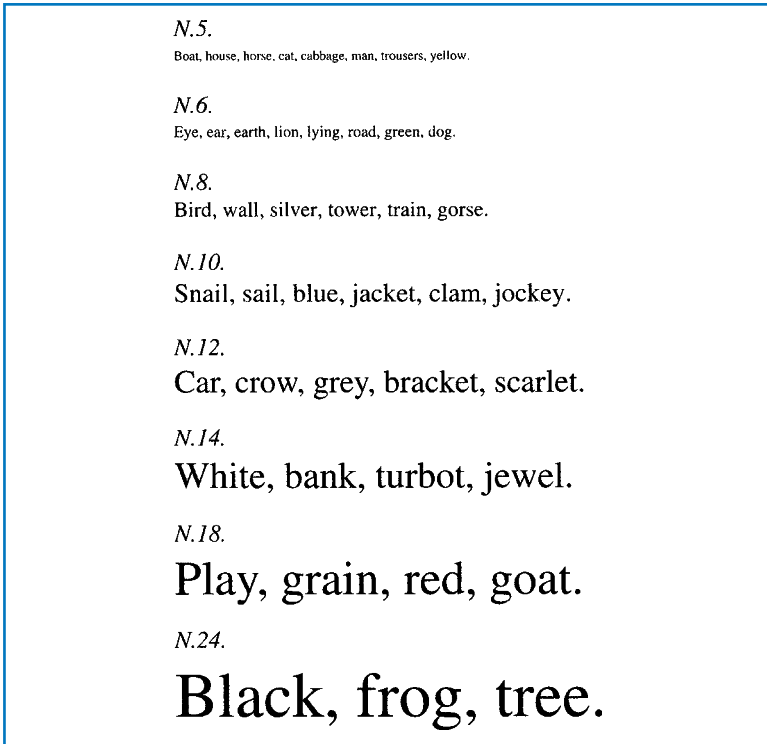 N.5.
Boat, house, horse, cat, cabbage, man, trousers, yellow.
N.6.
Eye, ear, earth, lion, lying, road, green, dog.
N.8.
Bird, wall, silver, tower, train, gorse.
N.10.
Snail, sail, blue, jacket, clam, jockey.
N.12.
Car, crow, grey, bracket, scarlet.
N.14.
White, bank, turbot, jewel.
N.18.
Play, grain, red, goat.
N.24.
Black, frog, tree.